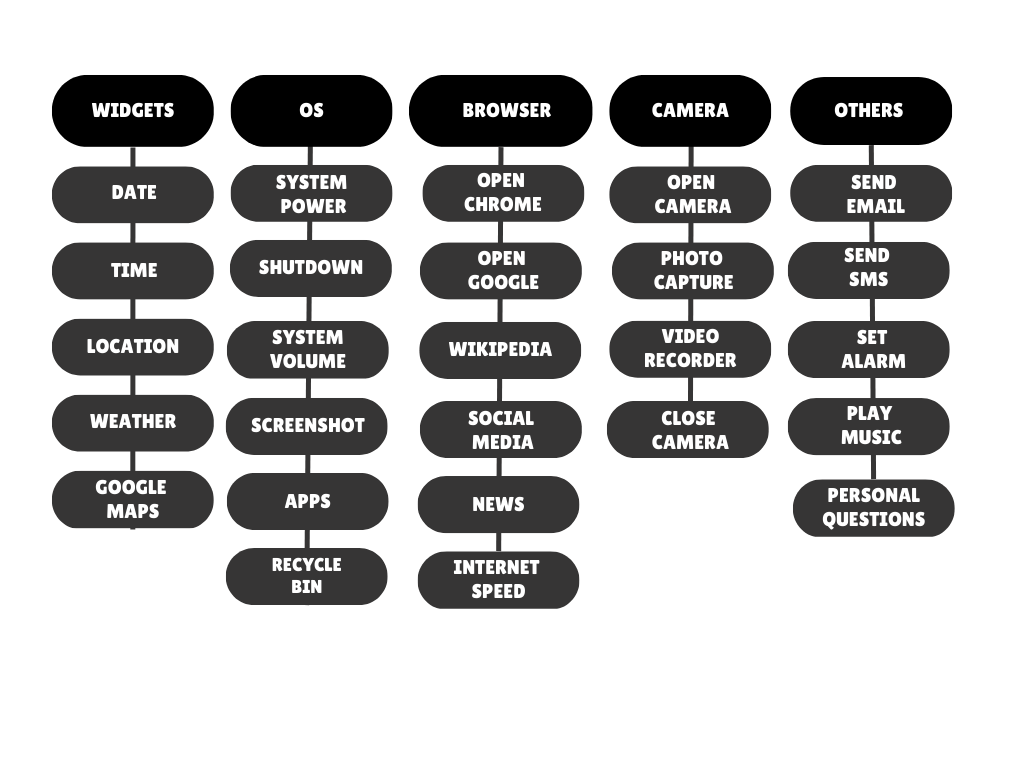 WIDGETS
DATE
TIME
LOCATION
WEATHER
GOOGLE
MAPS
OS
SYSTEM
POWER
SHUTDOWN
SYSTEM
VOLUME
SCREENSHOT
APPS
RECYCLE
BIN
BROWSER
OPEN
CHROME
OPEN
GOOGLE
WIKIPEDIA
SOCIAL
MEDIA
NEWS
INTERNET
SPEED
CAMERA
OPEN
CAMERA
PHOTO
CAPTURE
VIDEO
RECORDER
CLOSE
CAMERA
OTHERS
SEND
EMAIL
SEND
SMS
SET
ALARM
PLAY
MUSIC
PERSONAL
QUESTIONS